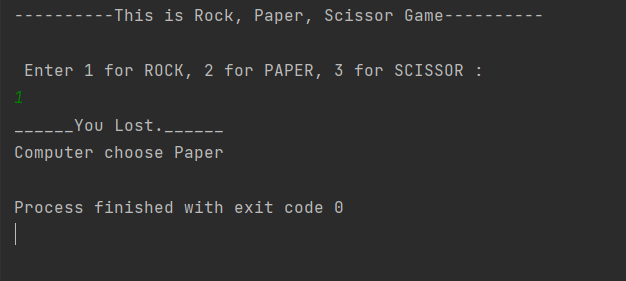 ----------This is Rock, Paper, Scissor Game----------
Enter 1 for ROCK, 2 for PAPER, 3 for SCISSOR :
1
______You Lost.______
Computer choose Paper
Process finished with exit code 0